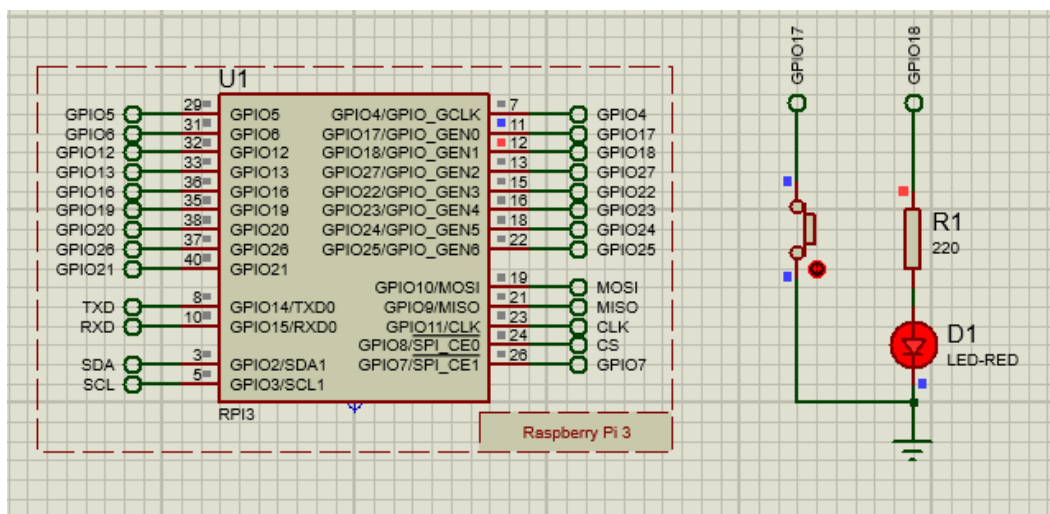 U1
GPIO5 29 GPIO5 GPIO4/GPIO_GCLK 7 GPIO4
GPIO6 31 GPIO6 GPIO17/GPIO_GEN0 11 GPIO17
GPIO12 32 GPIO12 GPIO18/GPIO_GEN1 12 GPIO18
GPIO13 33 GPIO13 GPIO27/GPIO_GEN2 13 GPIO27
GPIO16 36 GPIO16 GPIO22/GPIO_GEN3 15 GPIO22
GPIO19 35 GPIO19 GPIO23/GPIO_GEN4 16 GPIO23
GPIO20 38 GPIO20 GPIO24/GPIO_GEN5 18 GPIO24
GPIO26 37 GPIO26 GPIO25/GPIO_GEN6 22 GPIO25
GPIO21 40 GPIO21
GPIO10/MOSI 19 MOSI
TXD 8 GPIO14/TXD0 GPIO9/MISO 21 MISO
RXD 10 GPIO15/RXD0 GPIO11/CLK 23 CLK
GPIO8/SPI_CE0 24 CS
SDA 3 GPIO2/SDA1 GPIO7/SPI_CE1 26 GPIO7
SCL 5 GPIO3/SCL1
RPI3
Raspberry Pi 3
GPIO17
GPIO18
R1
220
D1
LED-RED